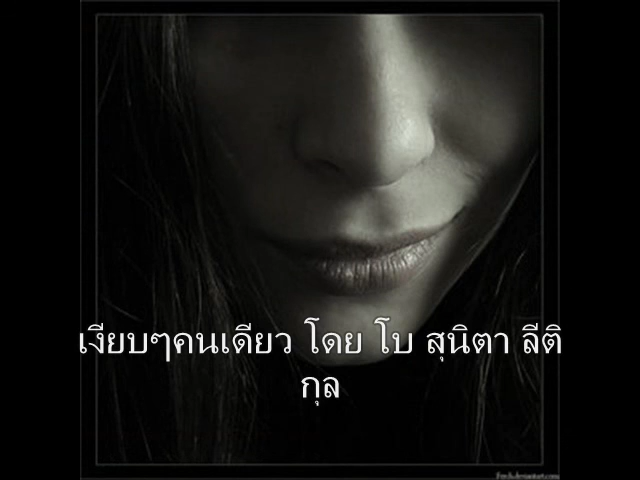 เงียบๆคนเดียว โดย โบ สุนิตา ลีติ
กุล